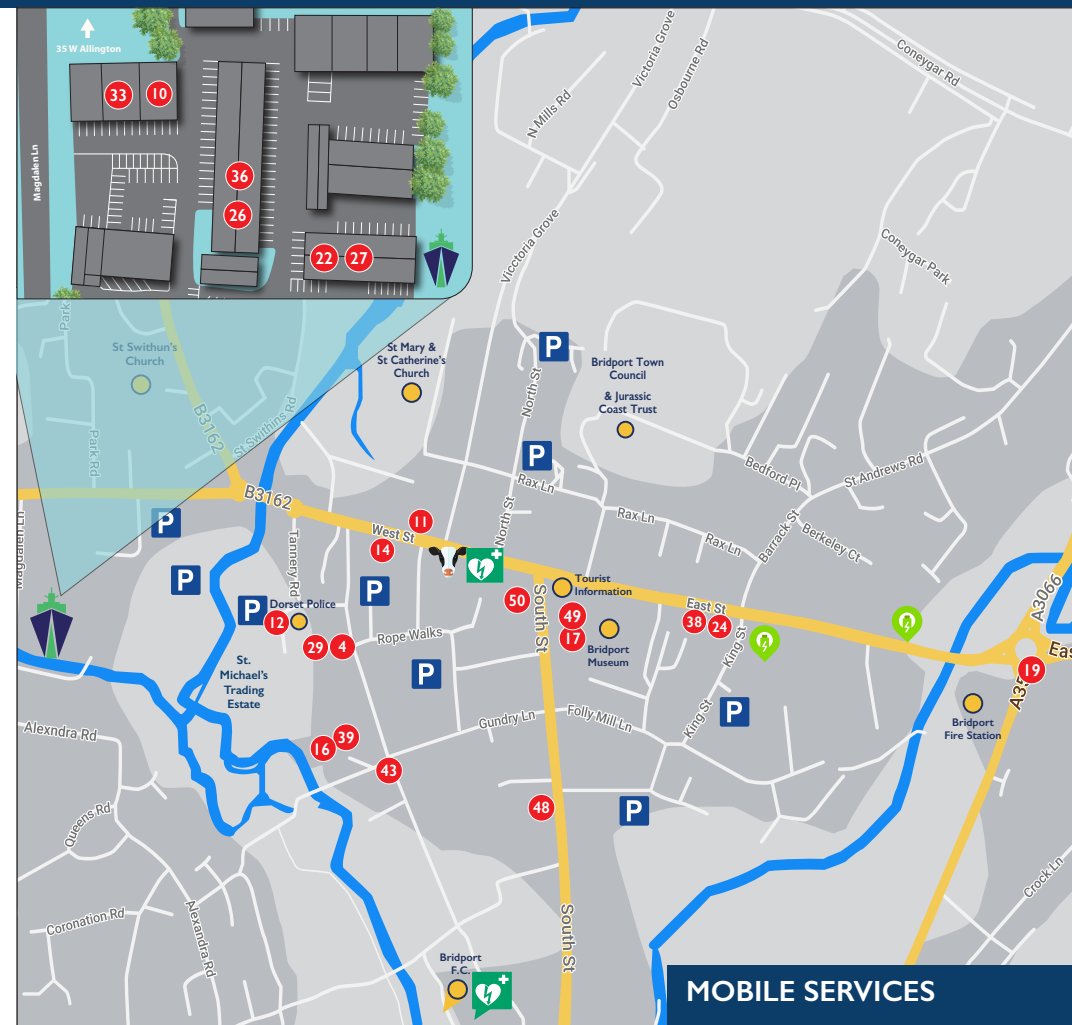 35 W Allington
Magdalen Ln
33
10
36
26
22
27
Victoria Grove
Osbourne Rd
N Mills Rd
Coneygar Rd
Coneygar Park
Vicctoria Grove
Park
St Swithun's
Church
St Mary &
St Catherine's
Church
P
Bridport Town
Council
& Jurassic
Coast Trust
North St
B3162
St Swithins Rd
Park Rd
P
Rax Ln
Bedford Pl
St Andrews Rd
B3162
Magdalen Ln
P
11
West St
14
North St
Rax Ln
Rax Ln
Barrack St
Berkeley Ct
Tannery Rd
P
P
P
Dorset Police
12
50
South St
Tourist
Information
49
17
Bridport
Museum
East St
38
24
King St
A3066
Eas
19
A35
29
4
Rope Walks
P
St.
Michael's
Trading
Estate
Gundry Ln
Folly Mill Ln
King St
P
Bridport
Fire Station
Alexndra Rd
16
39
43
48
P
Queens Rd
Coronation Rd
Alexandra Rd
South St
Crock Ln
Bridport
F.C.
MOBILE SERVICES